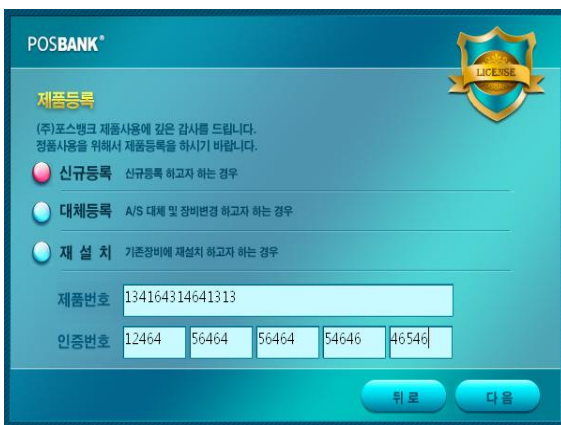 POSBANK®
LICENSE
제품등록
(주)포스뱅크 제품사용에 깊은 감사를 드립니다.
정품사용을 위해서 제품등록을 하시기 바랍니다.
신규등록 신규등록 하고자 하는 경우
대체등록 A/S 대체 및 장비변경 하고자 하는 경우
재 설 치 기존장비에 재설치 하고자 하는 경우
제품번호 134164314641313
인증번호 12464 56464 56464 54646 46546
뒤 로 다 음